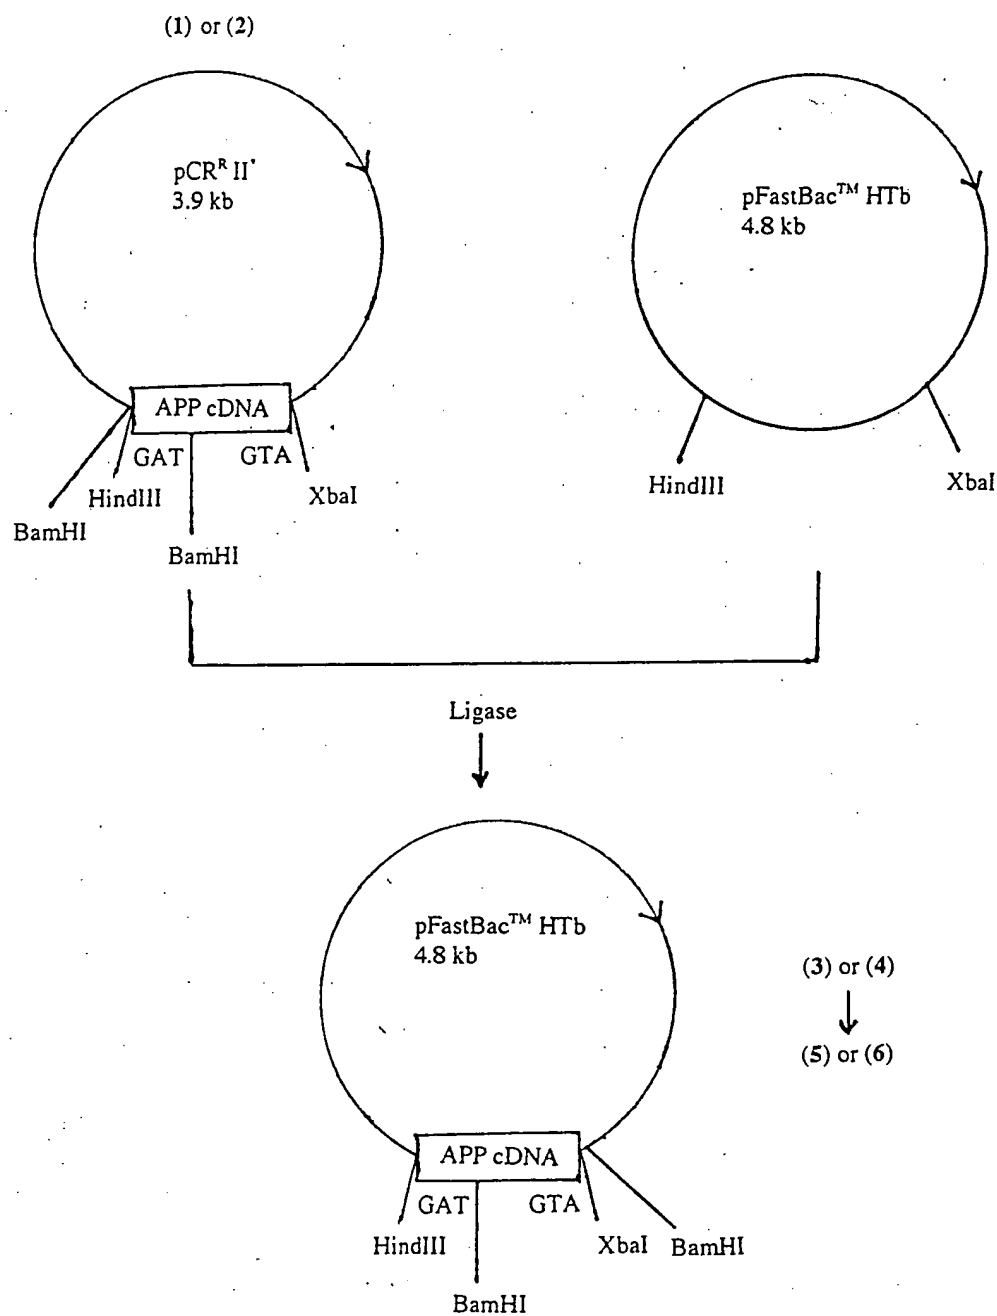 (1) or (2)
pCRᴿ II*
3.9 kb
pFastBac™ HTb
4.8 kb
APP cDNA
GAT
GTA
HindIII
XbaI
BamHI
BamHI
HindIII
XbaI
Ligase
pFastBac™ HTb
4.8 kb
(3) or (4)
(5) or (6)
APP cDNA
GAT
GTA
HindIII
XbaI
BamHI
BamHI